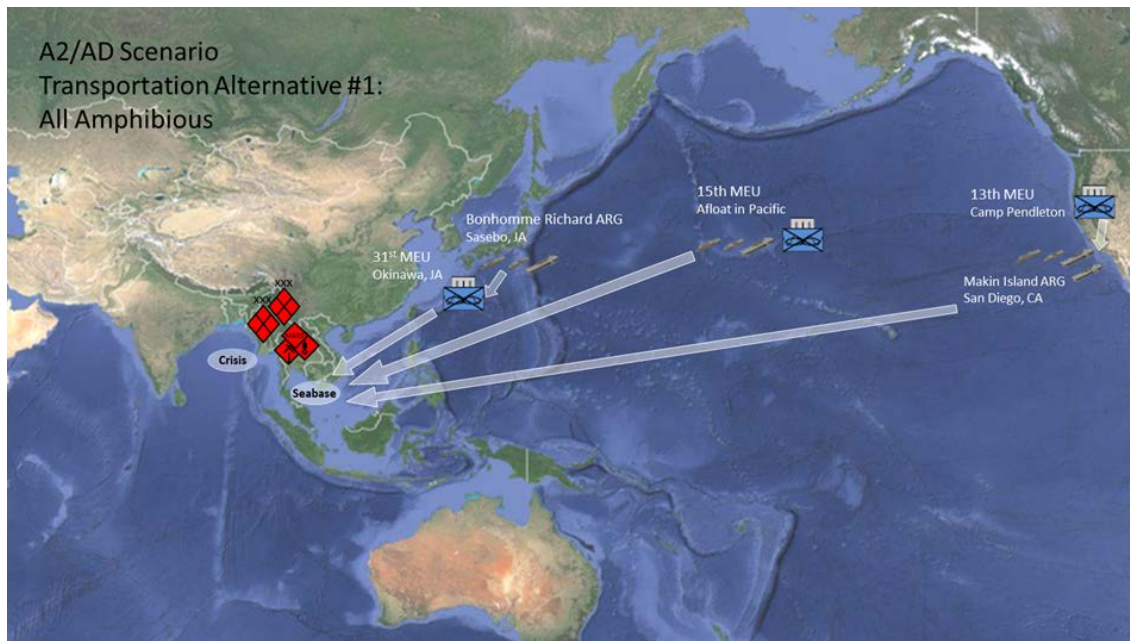 A2/AD Scenario
Transportation Alternative #1:
All Amphibious
15th MEU
Afloat in Pacific
13th MEU
Camp Pendleton
Bonhomme Richard ARG
Sasebo, JA
31st MEU
Okinawa, JA
Makin Island ARG
San Diego, CA
XXX
XXX
Crisis
Seabase